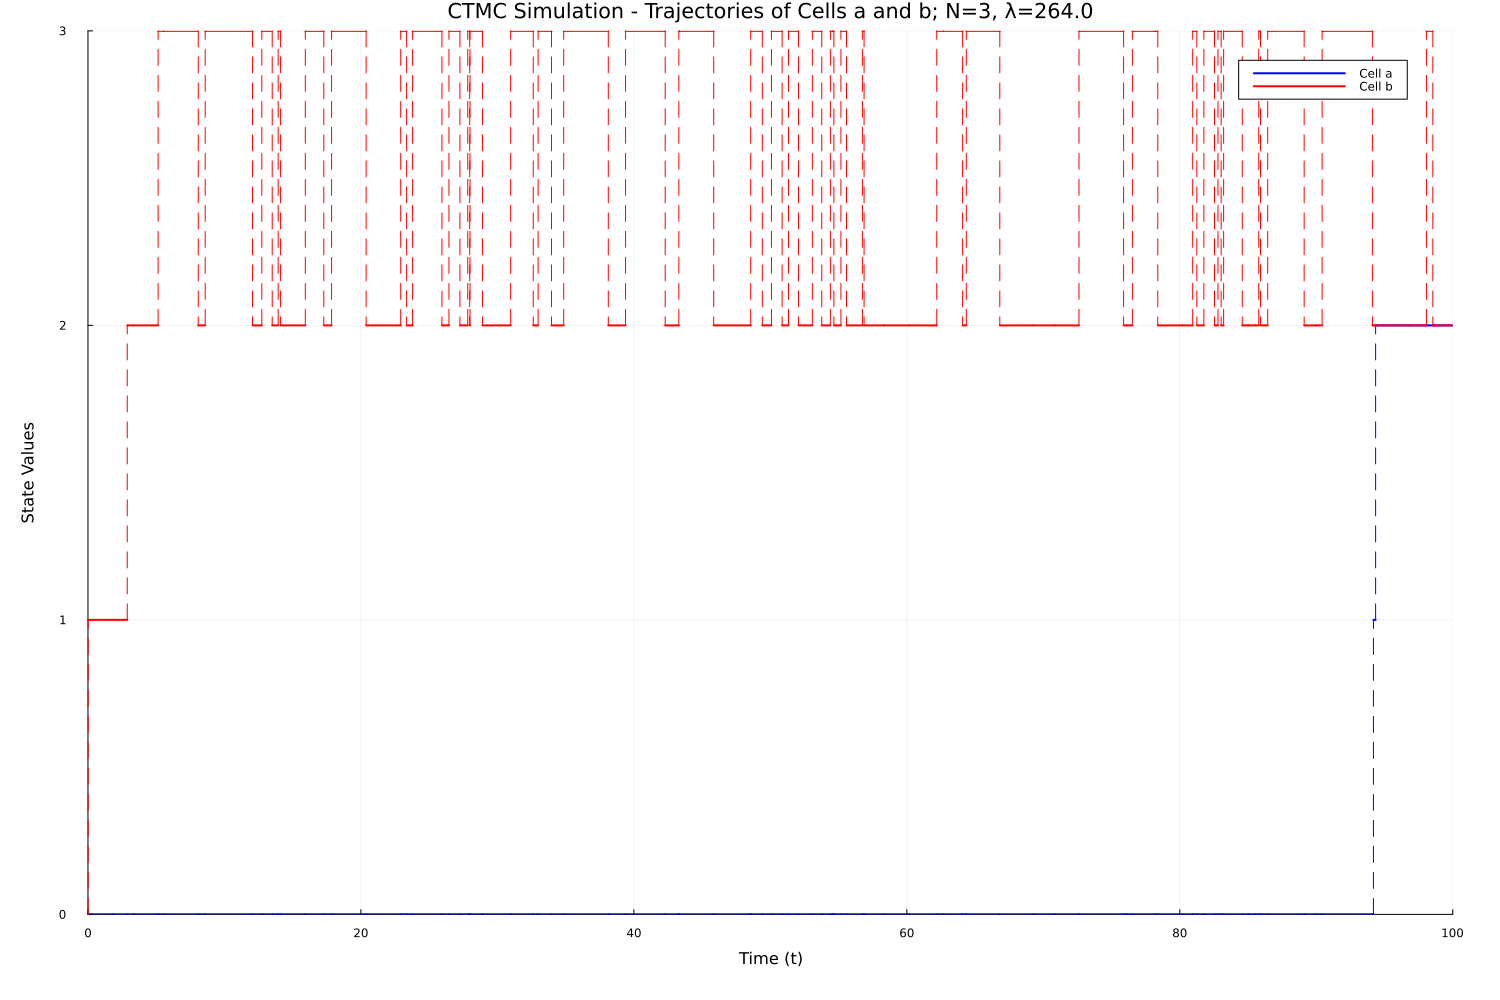 CTMC Simulation - Trajectories of Cells a and b; N=3, λ=264.0
3
Cell a
Cell b
2
State Values
1
0
0 20 40 60 80 100
Time (t)